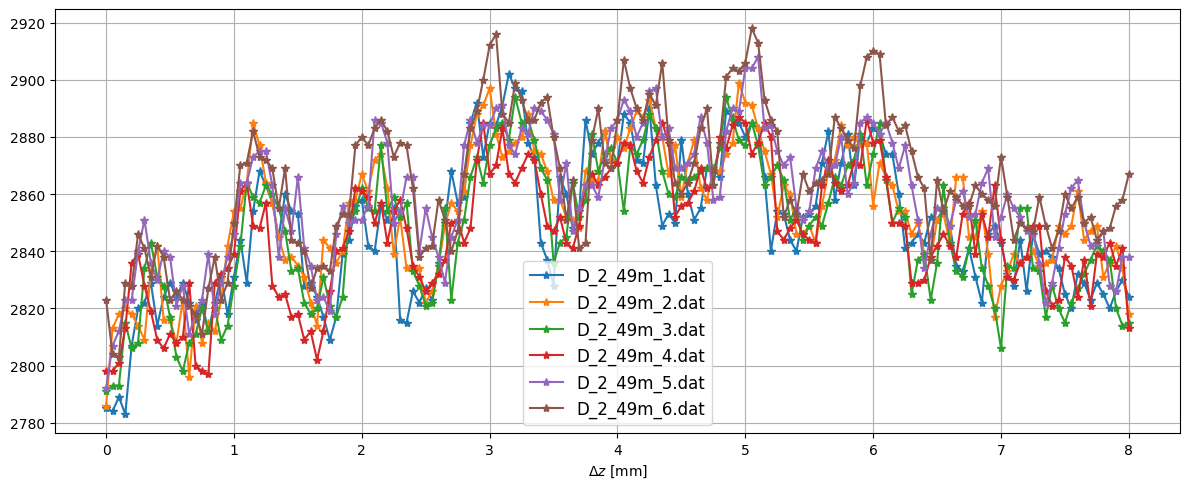 2920
2900
2880
2860
2840
2820
2800
2780
D_2_49m_1.dat
D_2_49m_2.dat
D_2_49m_3.dat
D_2_49m_4.dat
D_2_49m_5.dat
D_2_49m_6.dat
0 1 2 3 4 5 6 7 8
Δz [mm]